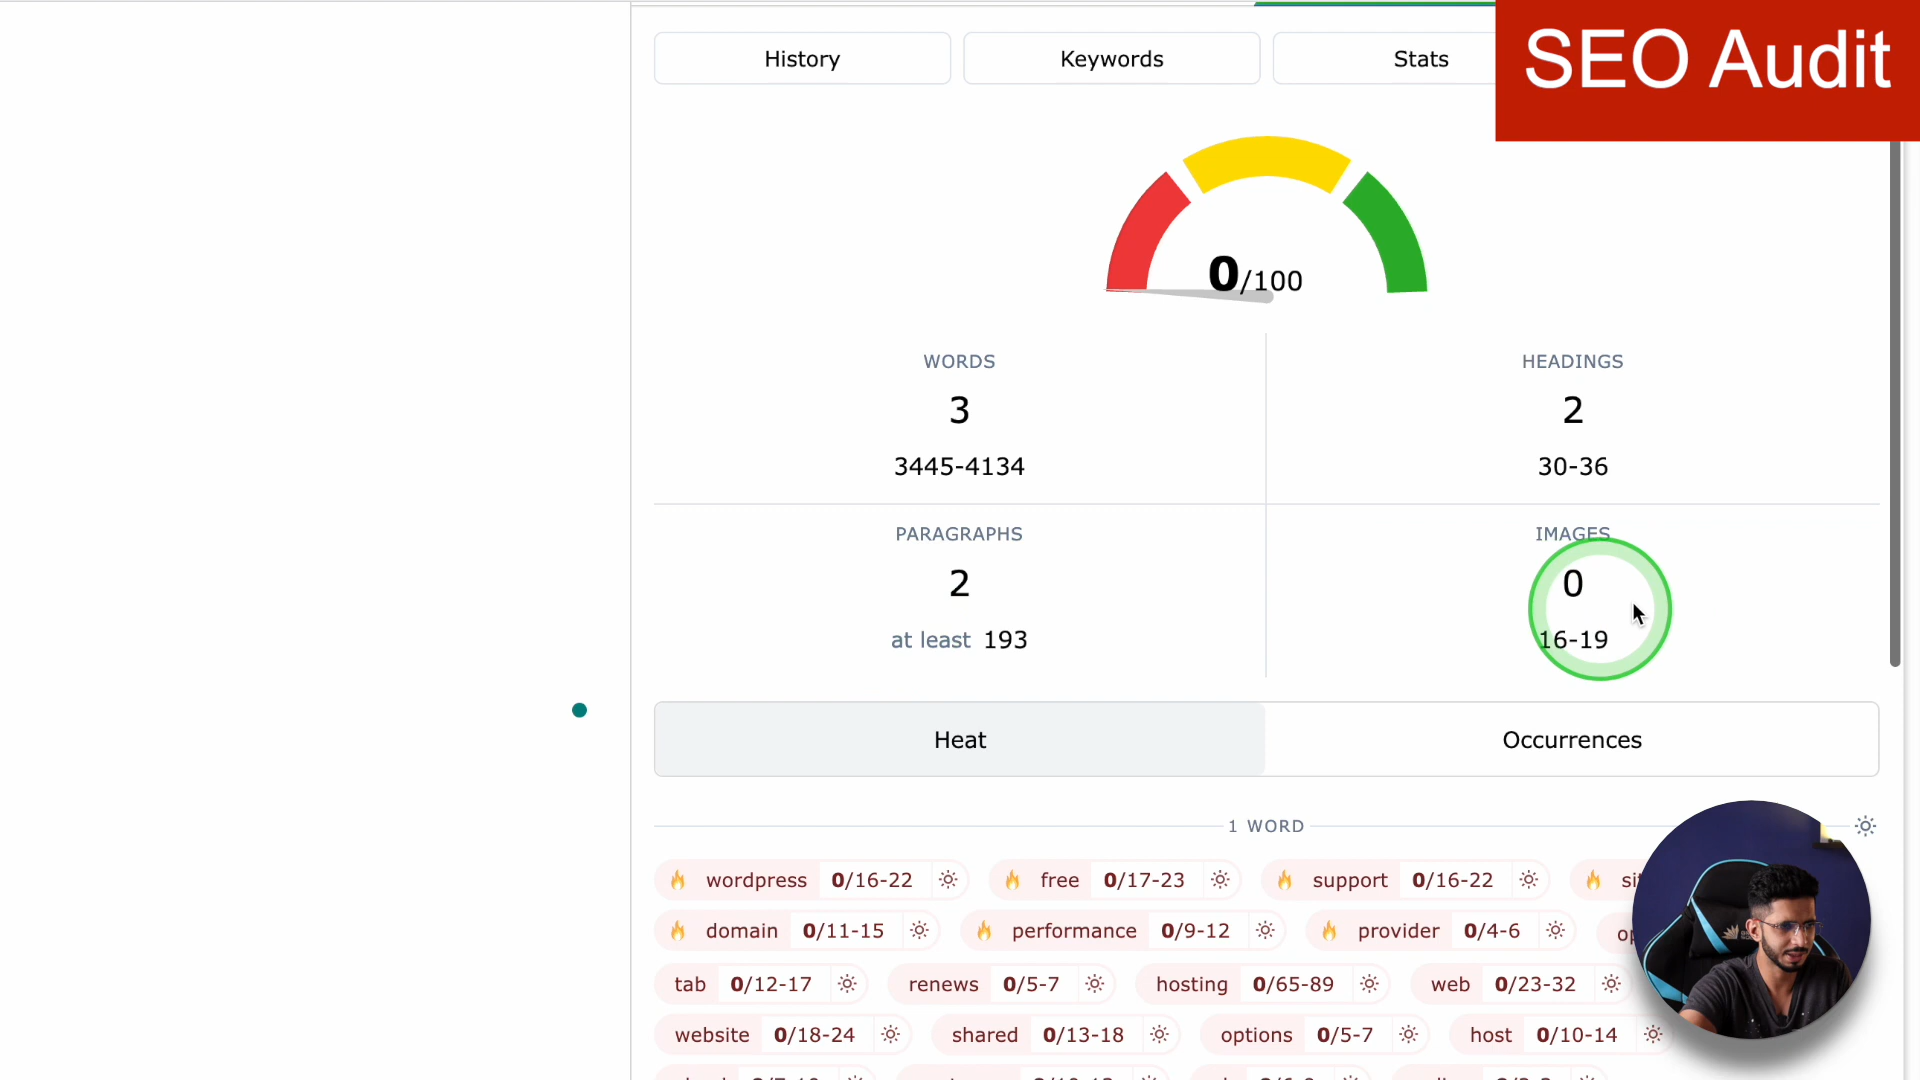 SEO Audit
History
Keywords
Stats
0/100
WORDS
3
3445-4134
HEADINGS
2
30-36
PARAGRAPHS
2
at least 193
IMAGES
0
16-19
Heat
Occurrences
1 WORD
wordpress 0/16-22
free 0/17-23
support 0/16-22
domain 0/11-15
performance 0/9-12
provider 0/4-6
tab 0/12-17
renews 0/5-7
hosting 0/65-89
web 0/23-32
website 0/18-24
shared 0/13-18
options 0/5-7
host 0/10-14